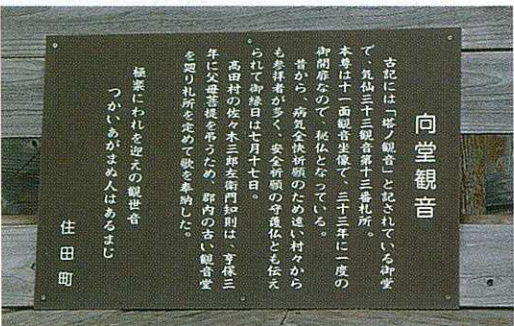 向堂観音
古記には「塔ノ観音」と記されている御堂
で、気仙三十三観音第十三番札所。
本尊は十一面観音坐像で、三十三年に一度の
御開扉なので、秘仏となっている。
昔から、病気全快祈願のため遠い村々から
も参拝者が多く、安全祈願の守護仏とも伝え
られて御縁日は七月十七日。
高田村の佐々木三郎左衛門知則は、享保三
年に父母菩提を弔うため、郡内の古い観音堂
を廻り札所を定めて歌を奉納した。
極楽にわれを迎えの観世音
つかいあがまぬ人はあるまじ
住田町